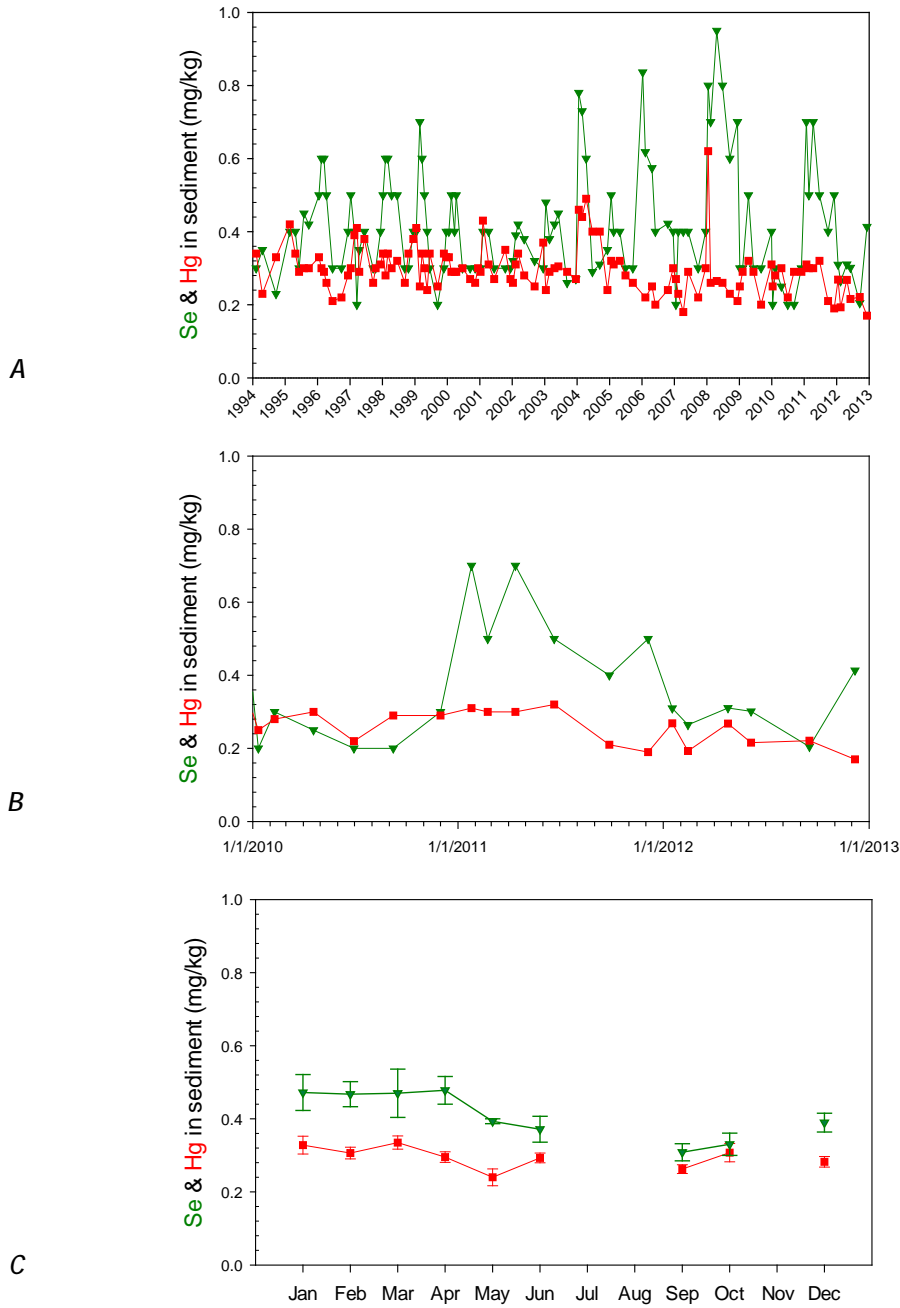 Se & Hg in sediment (mg/kg)
1.0
0.8
0.6
0.4
0.2
0.0
1994 1995 1996 1997 1998 1999 2000 2001 2002 2003 2004 2005 2006 2007 2008 2009 2010 2011 2012 2013
A
Se & Hg in sediment (mg/kg)
1.0
0.8
0.6
0.4
0.2
0.0
1/1/2010 1/1/2011 1/1/2012 1/1/2013
B
Se & Hg in sediment (mg/kg)
1.0
0.8
0.6
0.4
0.2
0.0
Jan Feb Mar Apr May Jun Jul Aug Sep Oct Nov Dec
C